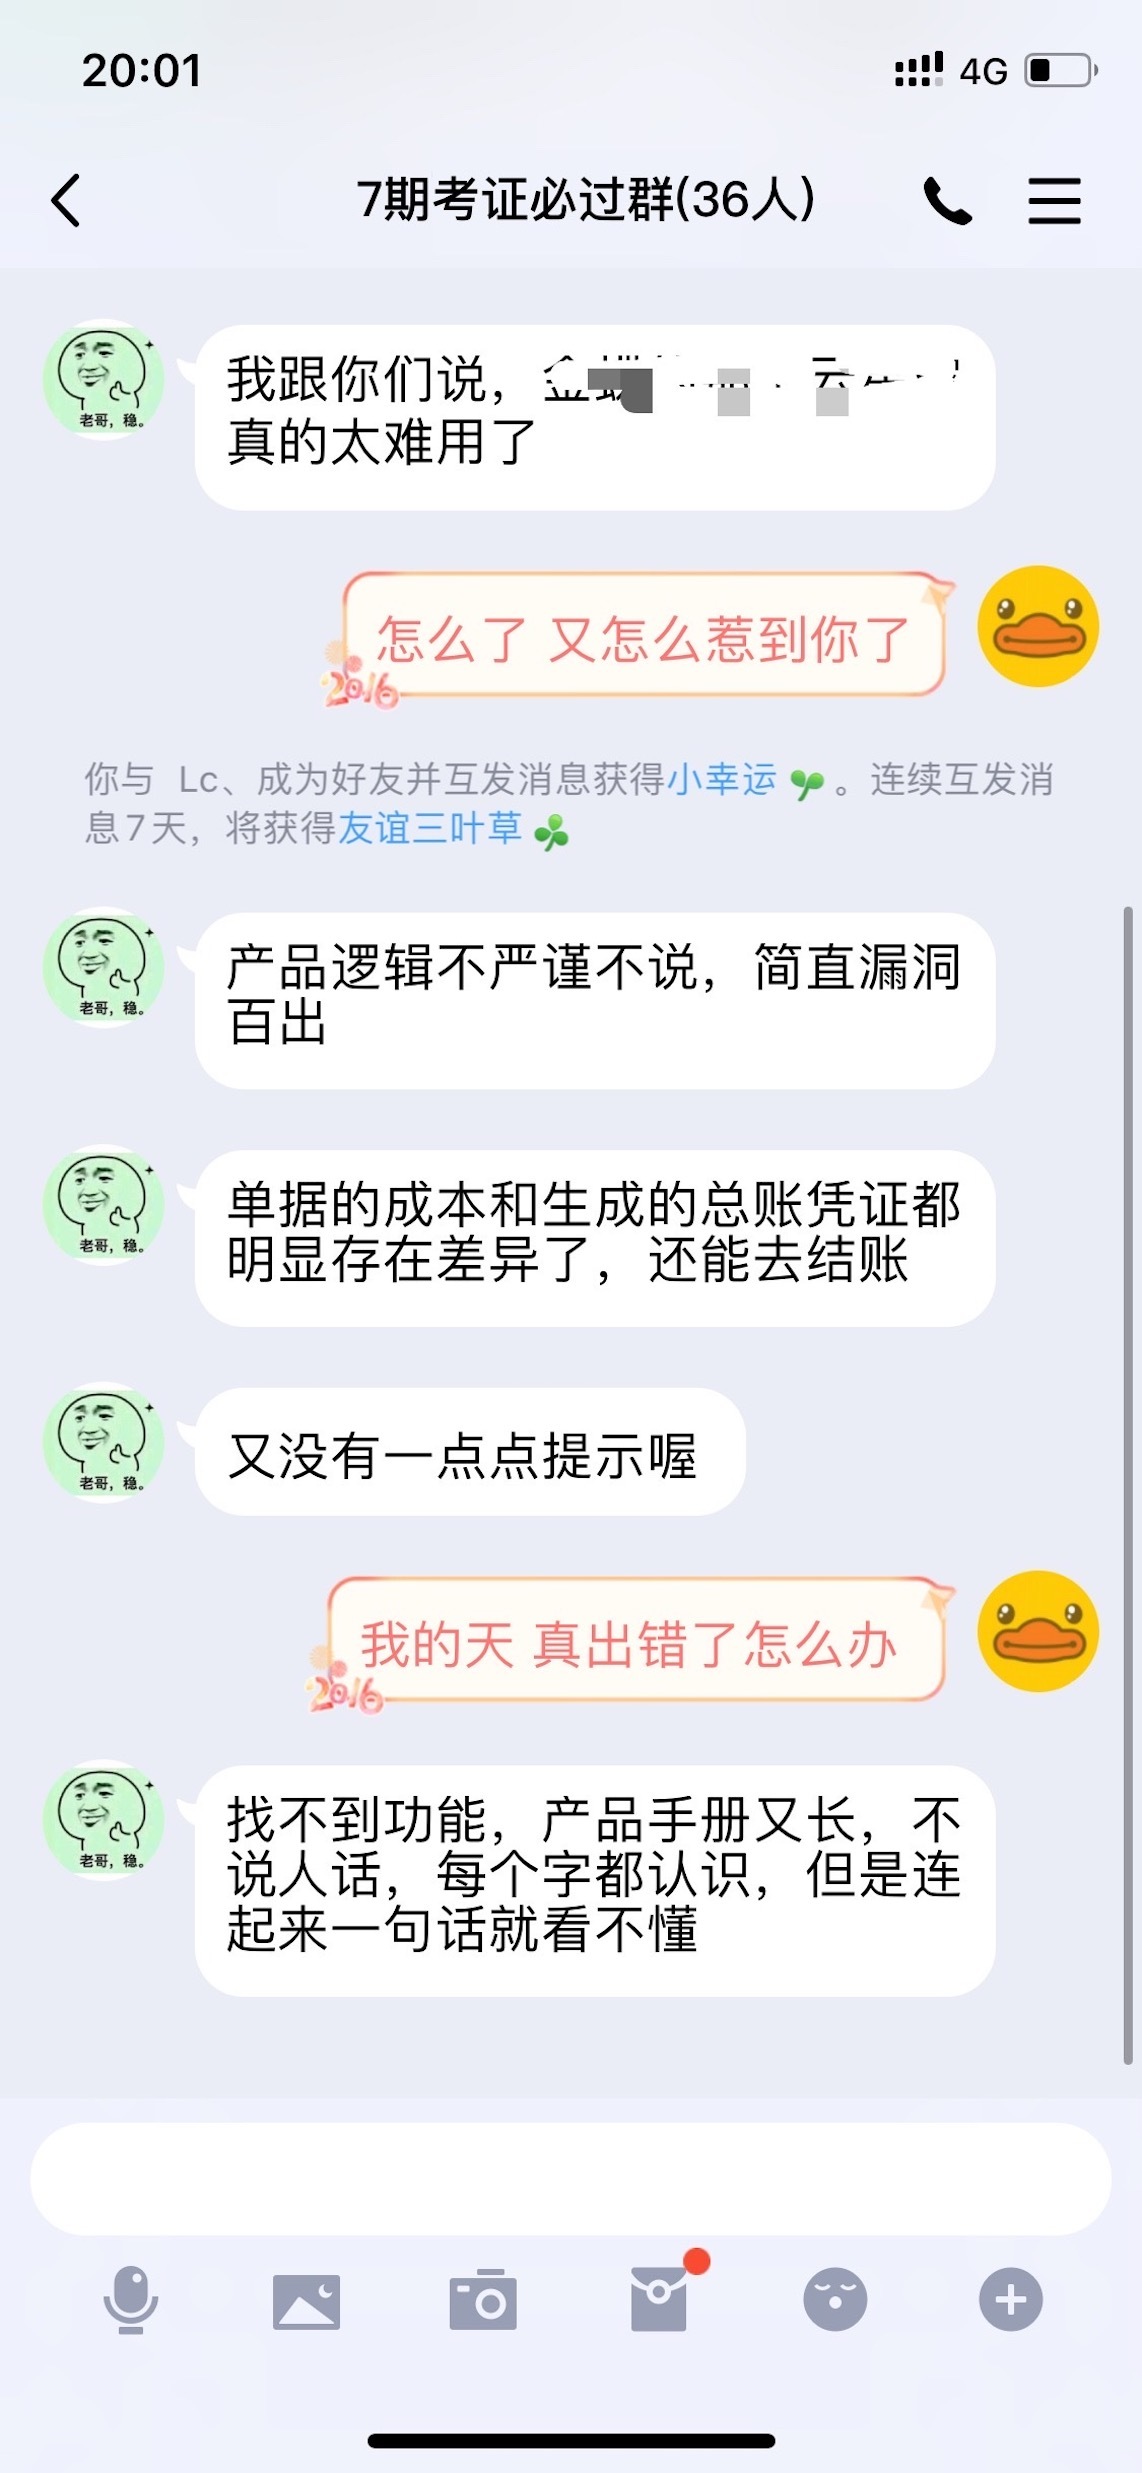 20:01
4G
7期考证必过群(36人)
我跟你们说，
真的太难用了
老哥，稳。
怎么了 又怎么惹到你了
2016
你与 Lc、成为好友并互发消息获得小幸运。连续互发消
息7天，将获得友谊三叶草
产品逻辑不严谨不说，简直漏洞
百出
老哥，稳。
单据的成本和生成的总账凭证都
明显存在差异了，还能去结账
老哥，稳。
又没有一点点提示喔
老哥，稳。
我的天 真出错了怎么办
2016
找不到功能，产品手册又长，不
说人话，每个字都认识，但是连
起来一句话就看不懂
老哥，稳。